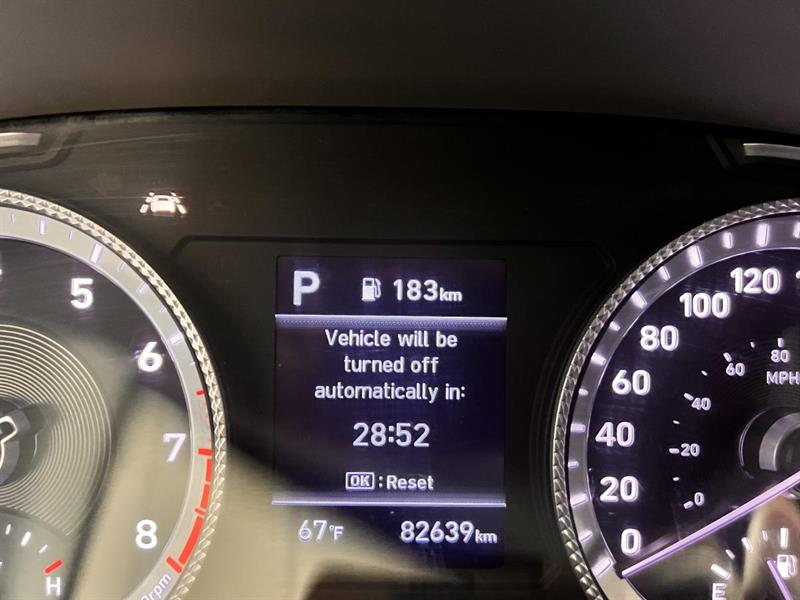 P 183km
Vehicle will be
turned off
automatically in:
28:52
OK : Reset
67°F 82639km
5
6
7
8
H
120
100
80
60
40
20
0
80
60
40
20
0
MPH
E